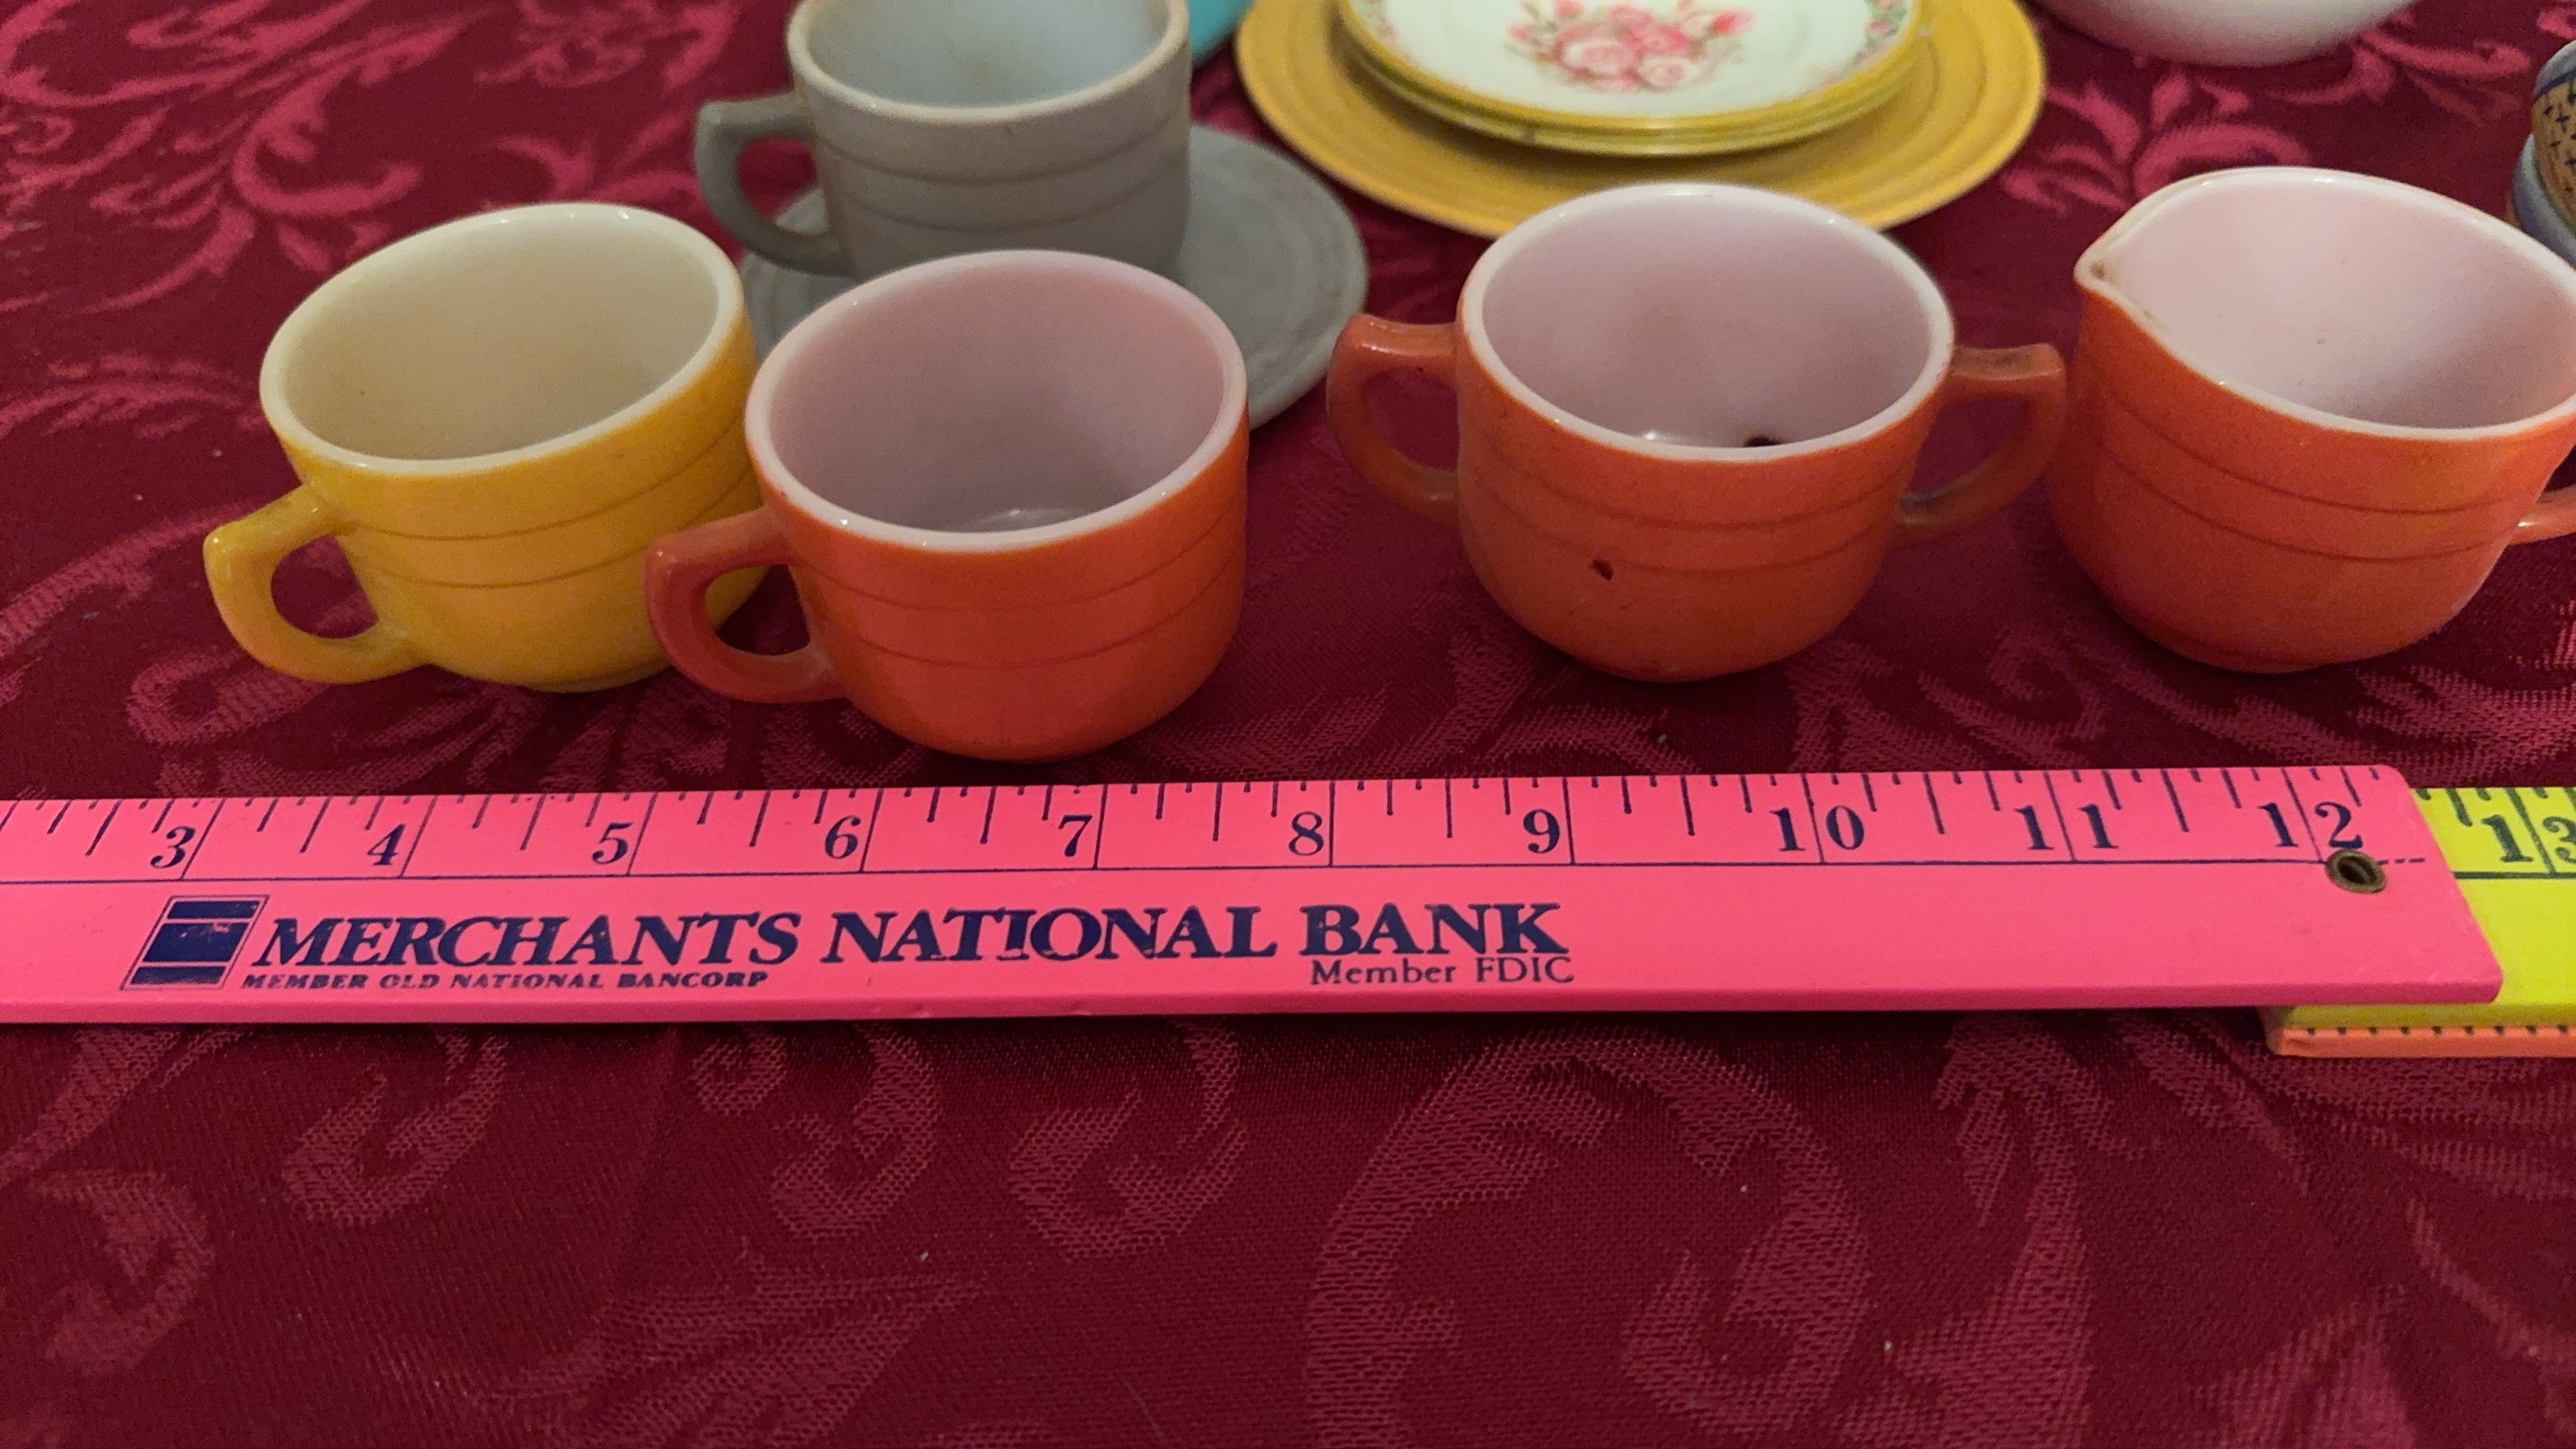 3 4 5 6 7 8 9 10 11 12 13
MERCHANTS NATIONAL BANK
MEMBER OLD NATIONAL BANCORP Member FDIC